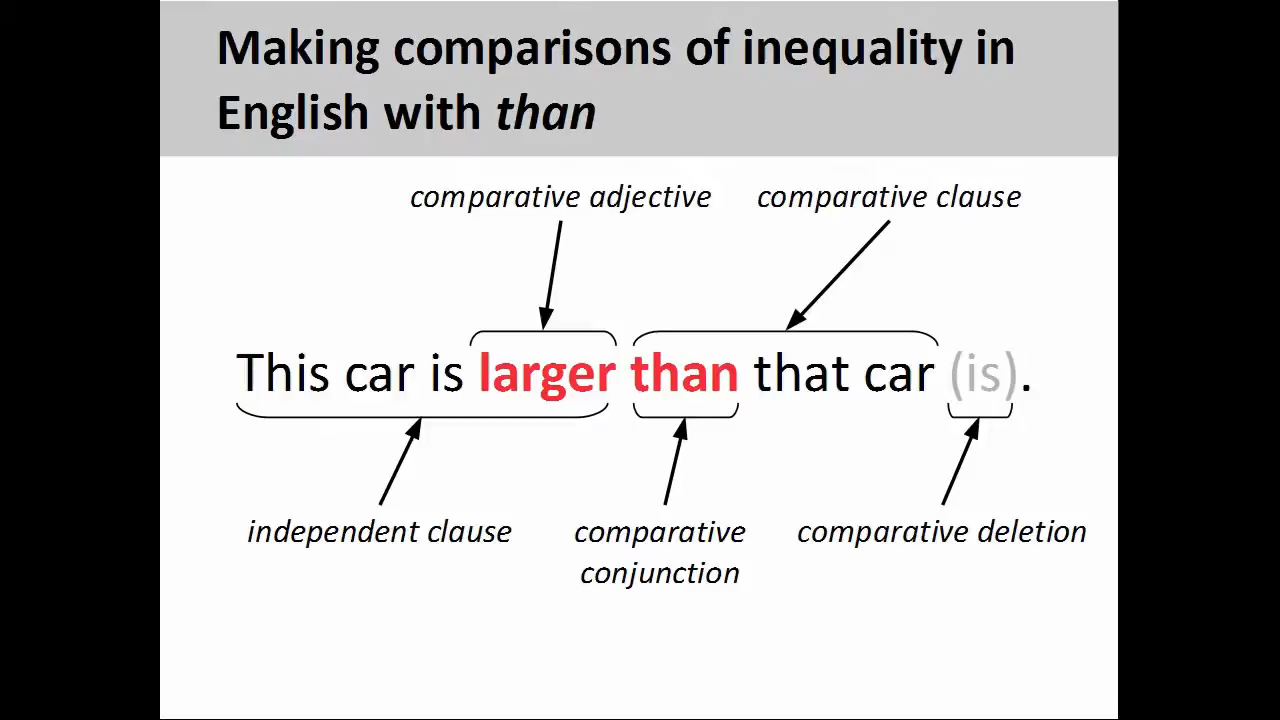 Making comparisons of inequality in
English with than
comparative adjective
comparative clause
This car is larger than that car (is).
independent clause
comparative
conjunction
comparative deletion